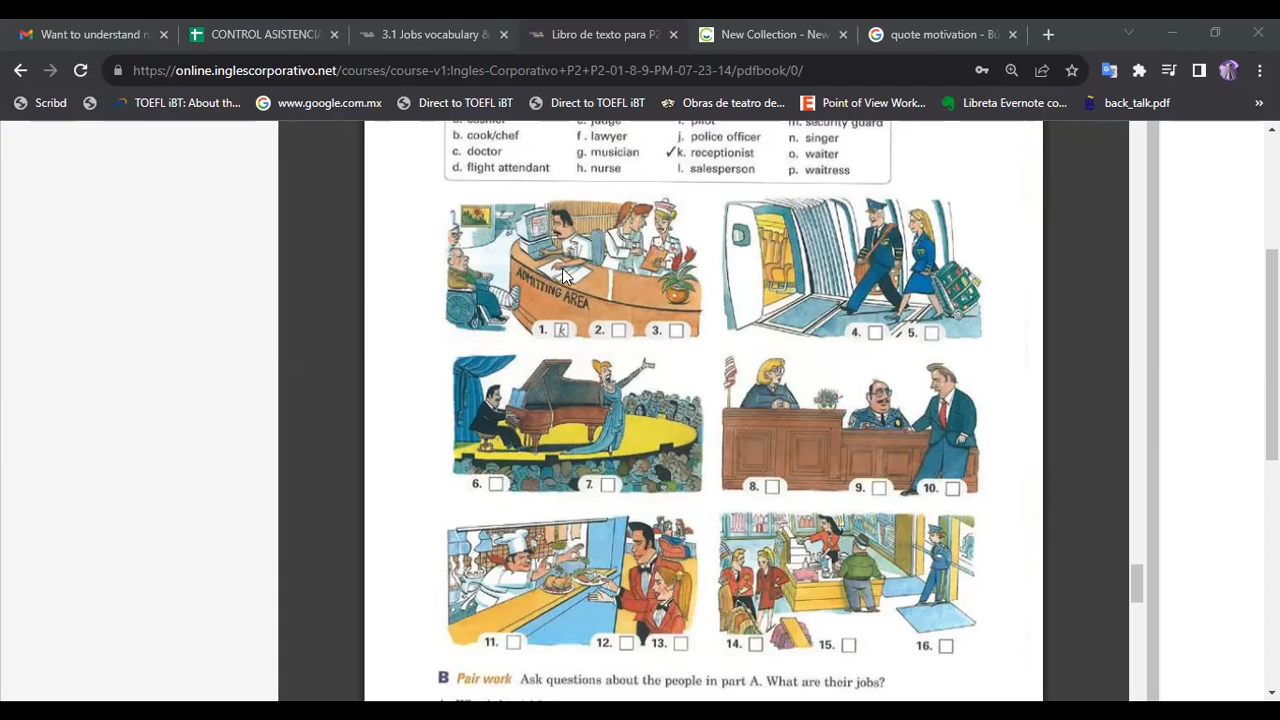 Want to understand n
CONTROL ASISTENCIA
3.1 Jobs vocabulary &
Libro de texto para P2
New Collection - New
quote motivation - Bú
https://online.inglescorporativo.net/courses/course-v1:Ingles-Corporativo+P2+P2-01-8-9-PM-07-23-14/pdfbook/0/
Scribd
TOEFL iBT: About th...
www.google.com.mx
Direct to TOEFL iBT
Direct to TOEFL iBT
Obras de teatro de...
Point of View Work...
Libreta Evernote co...
back_talk.pdf
»
a. cashier e. judge i. pilot m. security guard
b. cook/chef f. lawyer j. police officer n. singer
c. doctor g. musician ✓k. receptionist o. waiter
d. flight attendant h. nurse l. salesperson p. waitress
ADMITTING AREA
1. k 2. 3. 4. 5.
6. 7. 8. 9. 10.
11. 12. 13. 14. 15. 16.
B Pair work Ask questions about the people in part A. What are their jobs?